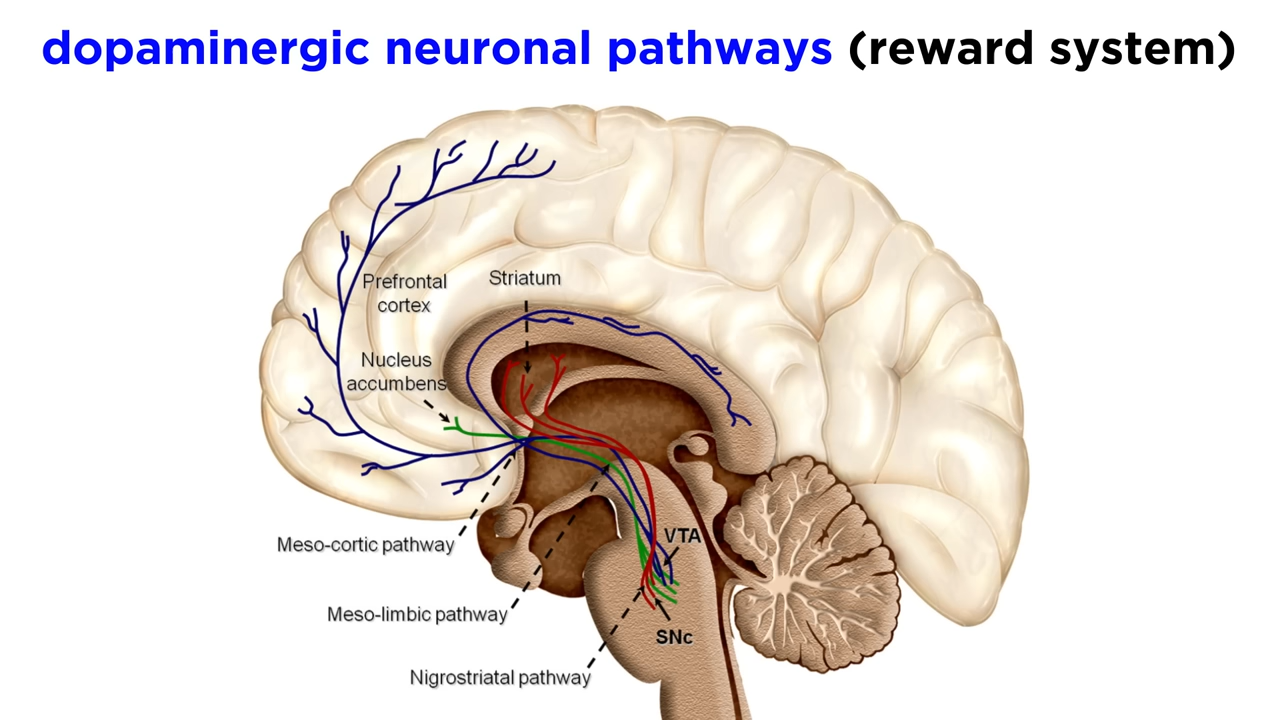 dopaminergic neuronal pathways (reward system)
Prefrontal
cortex
Striatum
Nucleus
accumbens
Meso-cortic pathway
VTA
Meso-limbic pathway
SNc
Nigrostriatal pathway